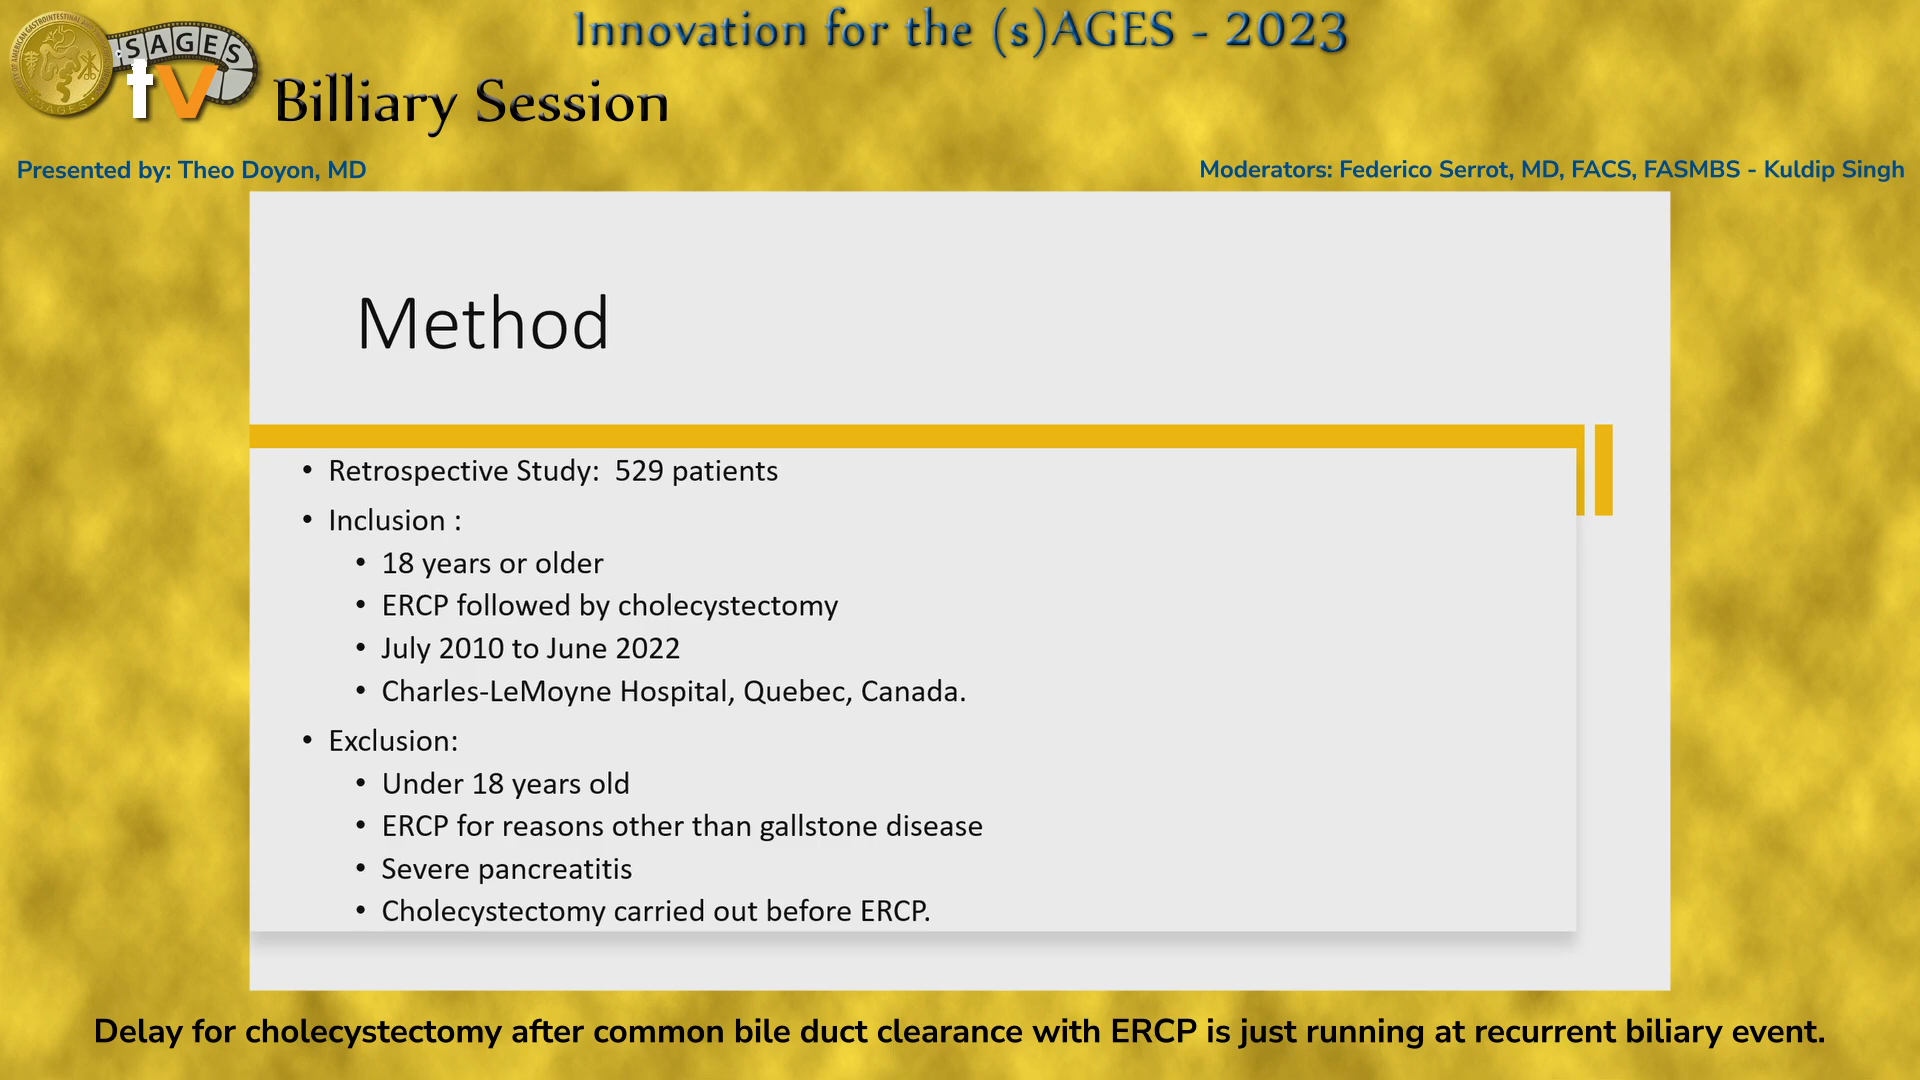 Innovation for the (s)AGES - 2023
SAGES
tv
Billiary Session
Presented by: Theo Doyon, MD
Moderators: Federico Serrot, MD, FACS, FASMBS - Kuldip Singh
Method
• Retrospective Study:  529 patients
• Inclusion :
• 18 years or older
• ERCP followed by cholecystectomy
• July 2010 to June 2022
• Charles-LeMoyne Hospital, Quebec, Canada.
• Exclusion:
• Under 18 years old
• ERCP for reasons other than gallstone disease
• Severe pancreatitis
• Cholecystectomy carried out before ERCP.
Delay for cholecystectomy after common bile duct clearance with ERCP is just running at recurrent biliary event.